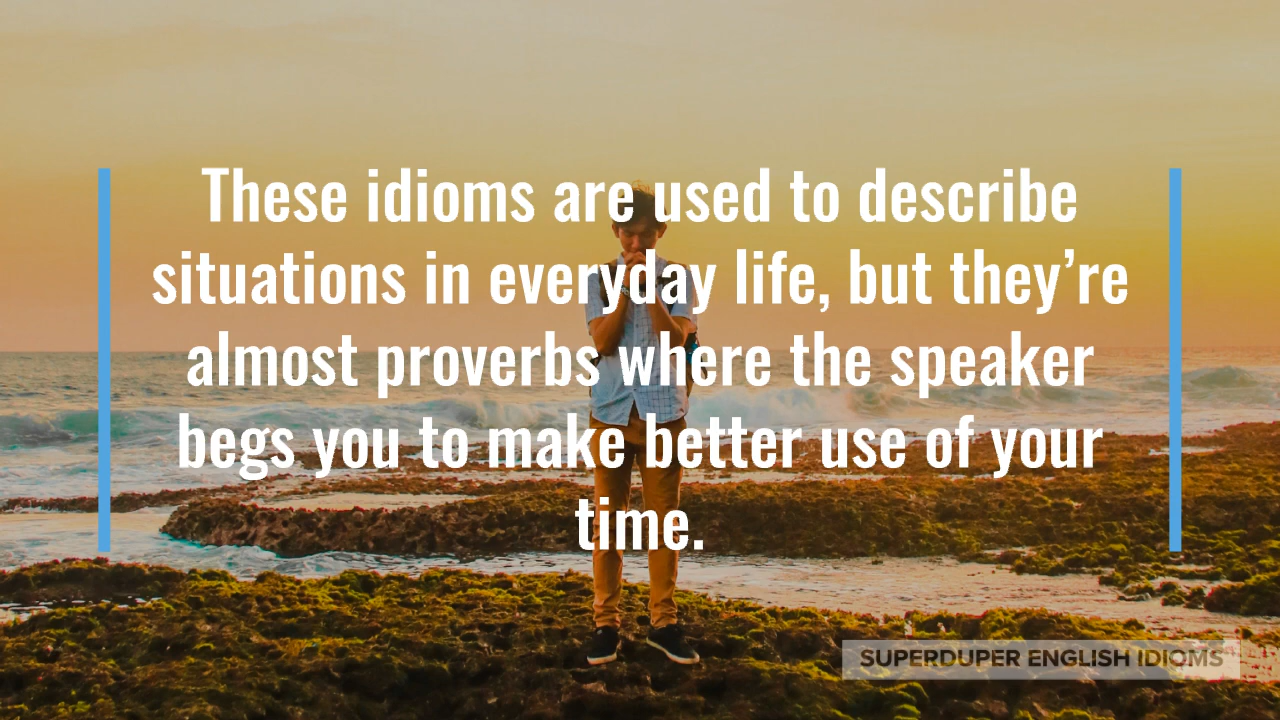 These idioms are used to describe
situations in everyday life, but they’re
almost proverbs where the speaker
begs you to make better use of your
time.
SUPERDUPER ENGLISH IDIOMS